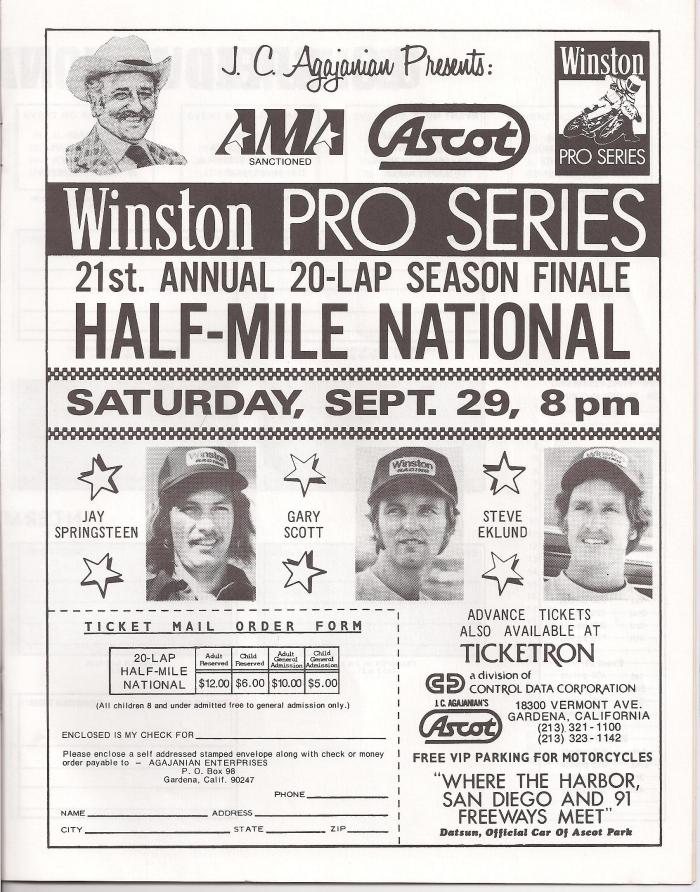 J. C. Agajanian Presents:
AMA
SANCTIONED
Ascot
Winston
PRO SERIES
Winston PRO SERIES
21st. ANNUAL 20-LAP SEASON FINALE
HALF-MILE NATIONAL
SATURDAY, SEPT. 29, 8 pm
JAY
SPRINGSTEEN
Winston
RACING
GARY
SCOTT
Winston
RACING
STEVE
EKLUND
Winston
RACING
TICKET MAIL ORDER FORM
20-LAP
HALF-MILE
NATIONAL
Adult
Reserved
Child
Reserved
Adult
General
Admission
Child
General
Admission
$12.00 $6.00 $10.00 $5.00
(All children 8 and under admitted free to general admission only.)
ENCLOSED IS MY CHECK FOR
Please enclose a self addressed stamped envelope along with check or money
order payable to — AGAJANIAN ENTERPRISES
P. O. Box 98
Gardena, Calif. 90247
PHONE
NAME ADDRESS
CITY STATE ZIP
ADVANCE TICKETS
ALSO AVAILABLE AT
TICKETRON
a division of
CONTROL DATA CORPORATION
J.C. AGAJANIAN'S
Ascot
18300 VERMONT AVE.
GARDENA, CALIFORNIA
(213) 321-1100
(213) 323-1142
FREE VIP PARKING FOR MOTORCYCLES
"WHERE THE HARBOR,
SAN DIEGO AND 91
FREEWAYS MEET"
Datsun, Official Car Of Ascot Park